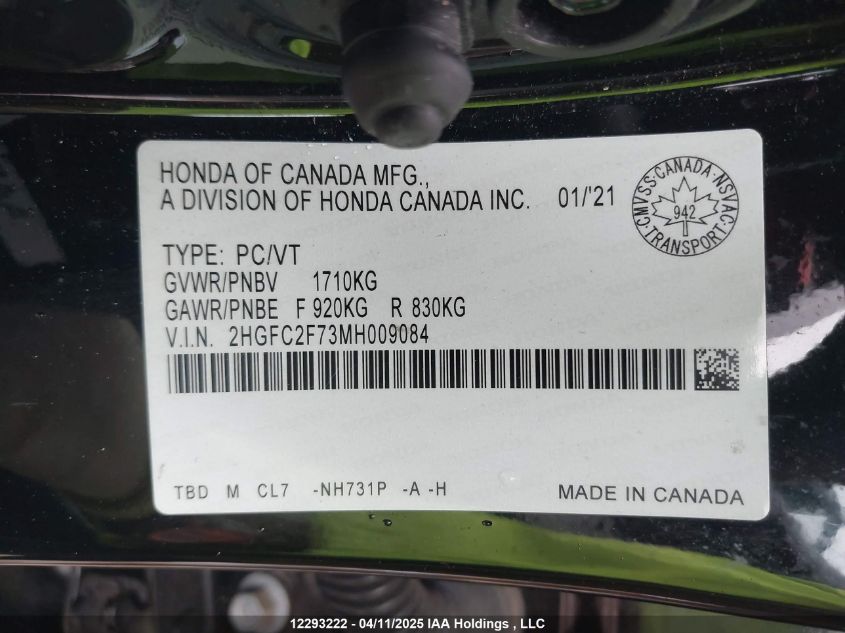 HONDA OF CANADA MFG.,
A DIVISION OF HONDA CANADA INC. 01/'21
CMVSS·CANADA·NSVAC·TRANSPORT·
942
TYPE: PC/VT
GVWR/PNBV 1710KG
GAWR/PNBE F 920KG R 830KG
V.I.N. 2HGFC2F73MH009084
TBD M CL7 -NH731P -A -H MADE IN CANADA
12293222 - 04/11/2025 IAA Holdings , LLC